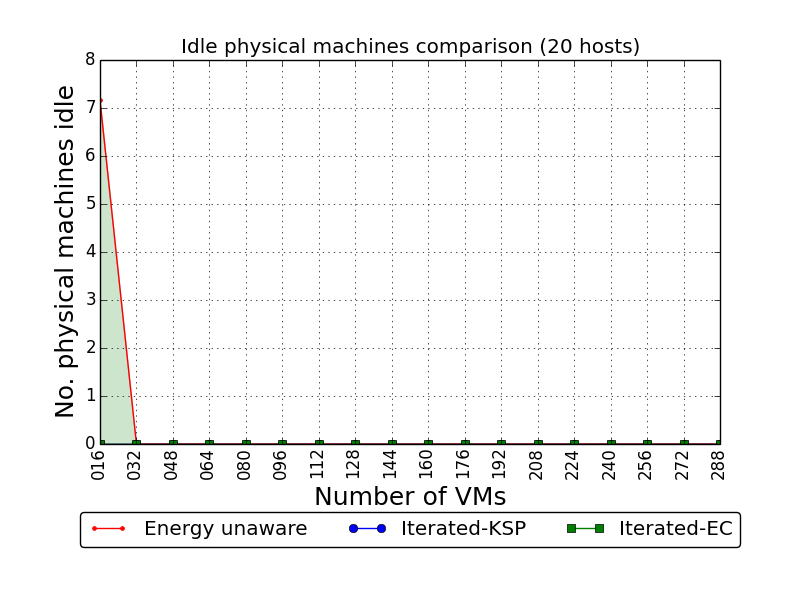 Idle physical machines comparison (20 hosts)
No. physical machines idle
8
7
6
5
4
3
2
1
0
016 032 048 064 080 096 112 128 144 160 176 192 208 224 240 256 272 288
Number of VMs
Energy unaware Iterated-KSP Iterated-EC